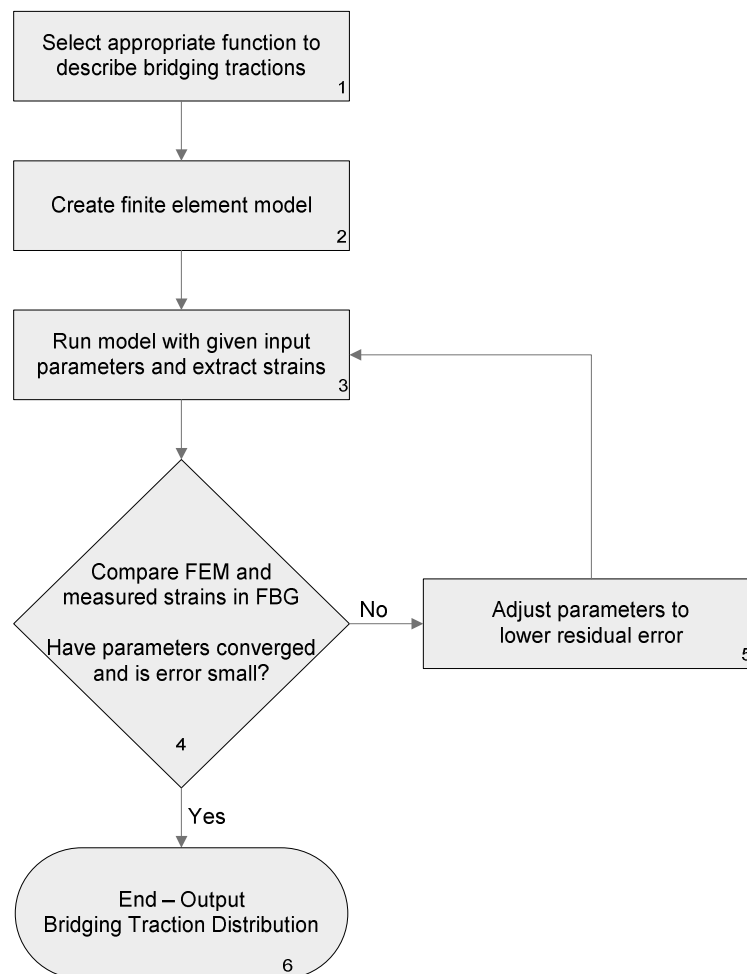 Select appropriate function to
describe bridging tractions
1
Create finite element model
2
Run model with given input
parameters and extract strains
3
Compare FEM and
measured strains in FBG
Have parameters converged
and is error small?
4
No
Adjust parameters to
lower residual error
5
Yes
End – Output
Bridging Traction Distribution
6